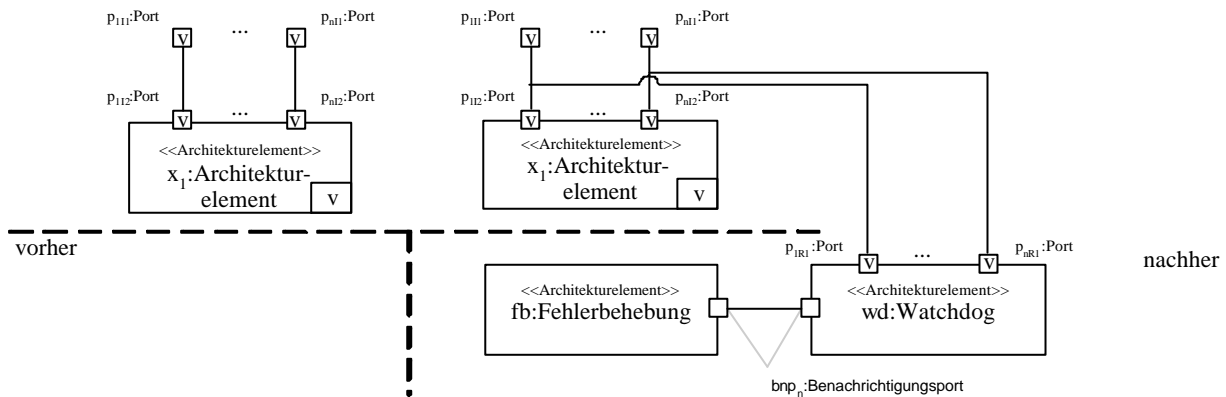 p1I1:Port ... pnI1:Port
v v
p1I2:Port ... pnI2:Port
v v
<<Architekturelement>>
x1:Architektur-
element
v
p1I1:Port ... pnI1:Port
v v
p1I2:Port ... pnI2:Port
v v
<<Architekturelement>>
x1:Architektur-
element
v
vorher
nachher
p1R1:Port ... pnR1:Port
v v
<<Architekturelement>>
fb:Fehlerbehebung
<<Architekturelement>>
wd:Watchdog
bnpn:Benachrichtigungsport